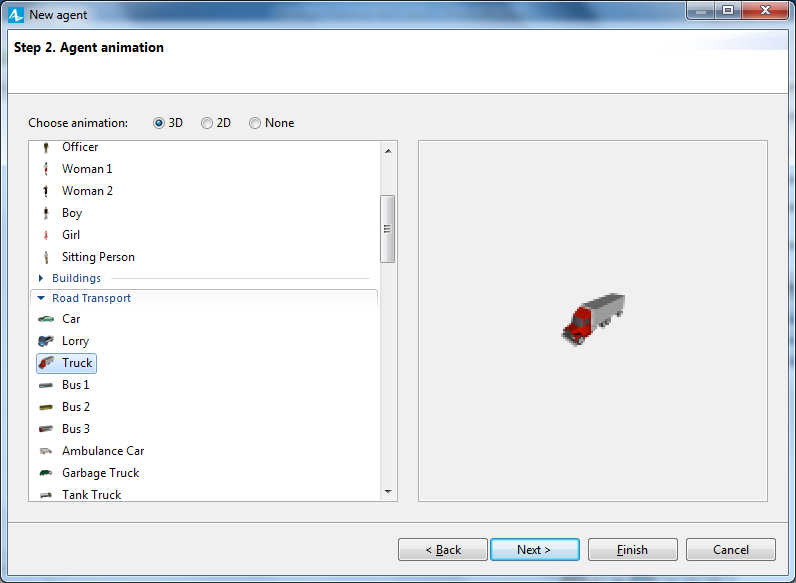 New agent
Step 2. Agent animation
Choose animation: 3D 2D None
Officer
Woman 1
Woman 2
Boy
Girl
Sitting Person
Buildings
Road Transport
Car
Lorry
Truck
Bus 1
Bus 2
Bus 3
Ambulance Car
Garbage Truck
Tank Truck
< Back Next > Finish Cancel